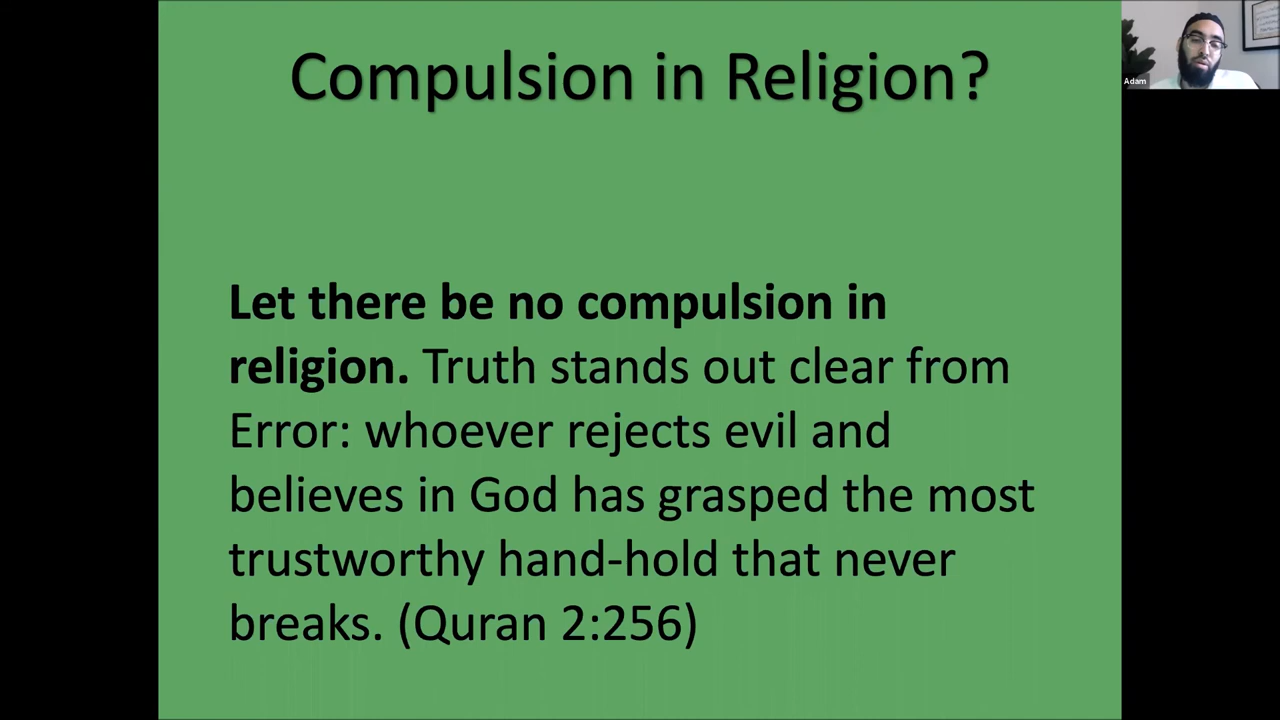 Compulsion in Religion?
Let there be no compulsion in
religion. Truth stands out clear from
Error: whoever rejects evil and
believes in God has grasped the most
trustworthy hand-hold that never
breaks. (Quran 2:256)
Adam